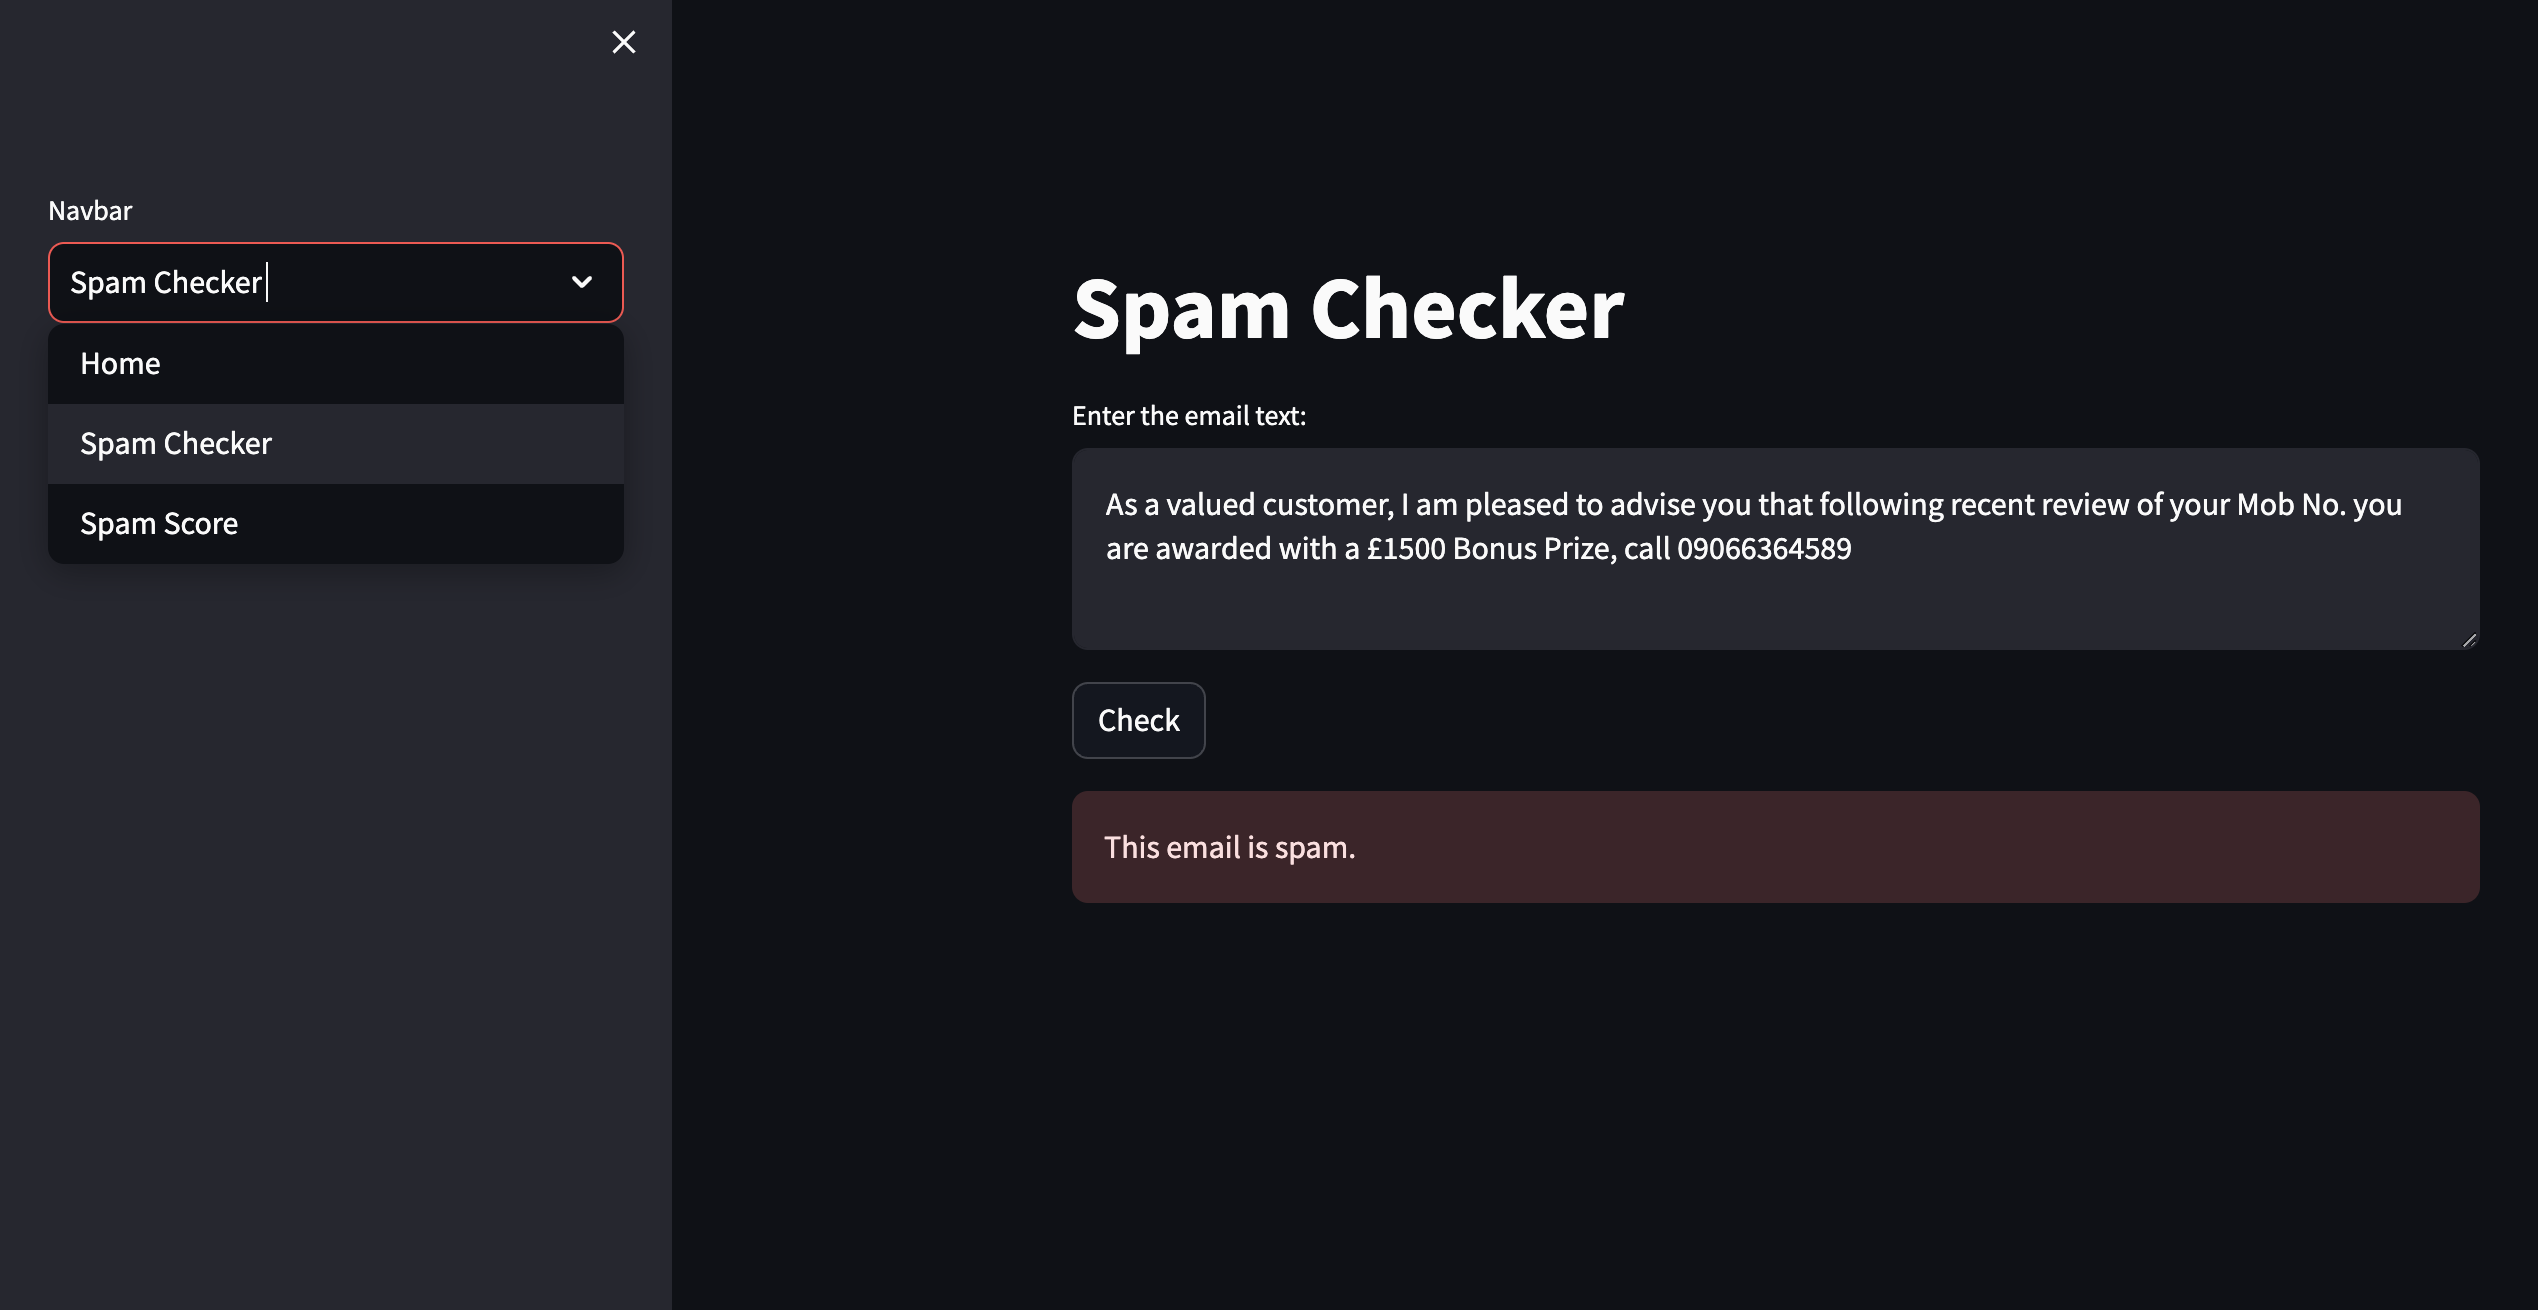 Navbar
Spam Checker
Home
Spam Checker
Spam Score
Spam Checker
Enter the email text:
As a valued customer, I am pleased to advise you that following recent review of your Mob No. you
are awarded with a £1500 Bonus Prize, call 09066364589
Check
This email is spam.